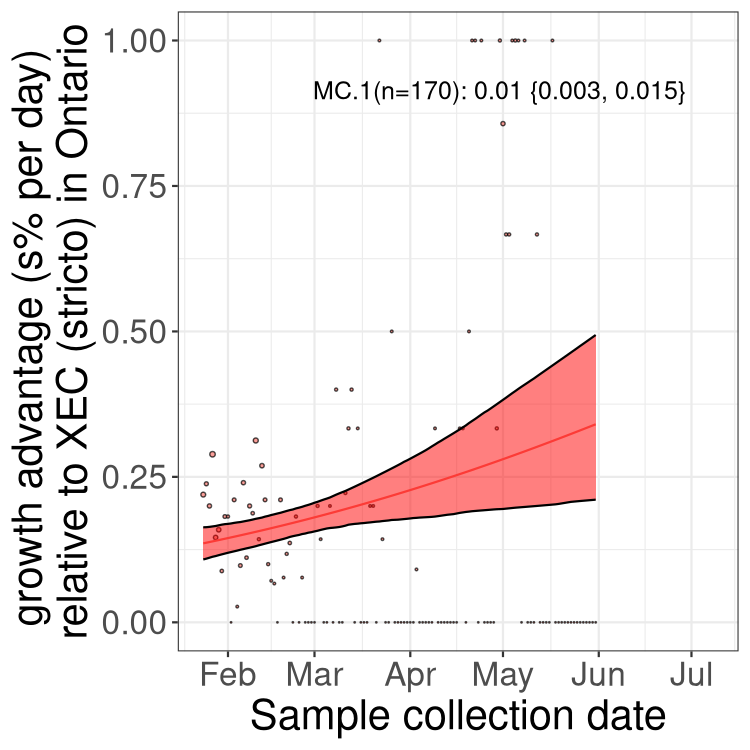 growth advantage (s% per day)
relative to XEC (stricto) in Ontario
1.00
0.75
0.50
0.25
0.00
MC.1(n=170): 0.01 {0.003, 0.015}
Feb Mar Apr May Jun Jul
Sample collection date